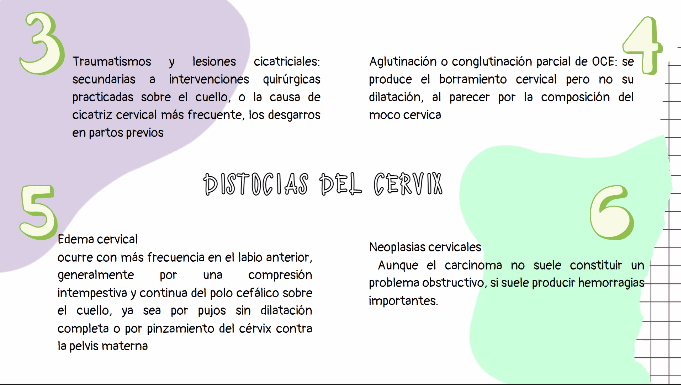 3
Traumatismos y lesiones cicatriciales:
secundarias a intervenciones quirúrgicas
practicadas sobre el cuello, o la causa de
cicatriz cervical más frecuente, los desgarros
en partos previos
4
Aglutinación o conglutinación parcial de OCE: se
produce el borramiento cervical pero no su
dilatación, al parecer por la composición del
moco cervica
DISTOCIAS DEL CERVIX
5
Edema cervical
ocurre con más frecuencia en el labio anterior,
generalmente por una compresión
intempestiva y continua del polo cefálico sobre
el cuello, ya sea por pujos sin dilatación
completa o por pinzamiento del cérvix contra
la pelvis materna
6
Neoplasias cervicales
Aunque el carcinoma no suele constituir un
problema obstructivo, si suele producir hemorragias
importantes.